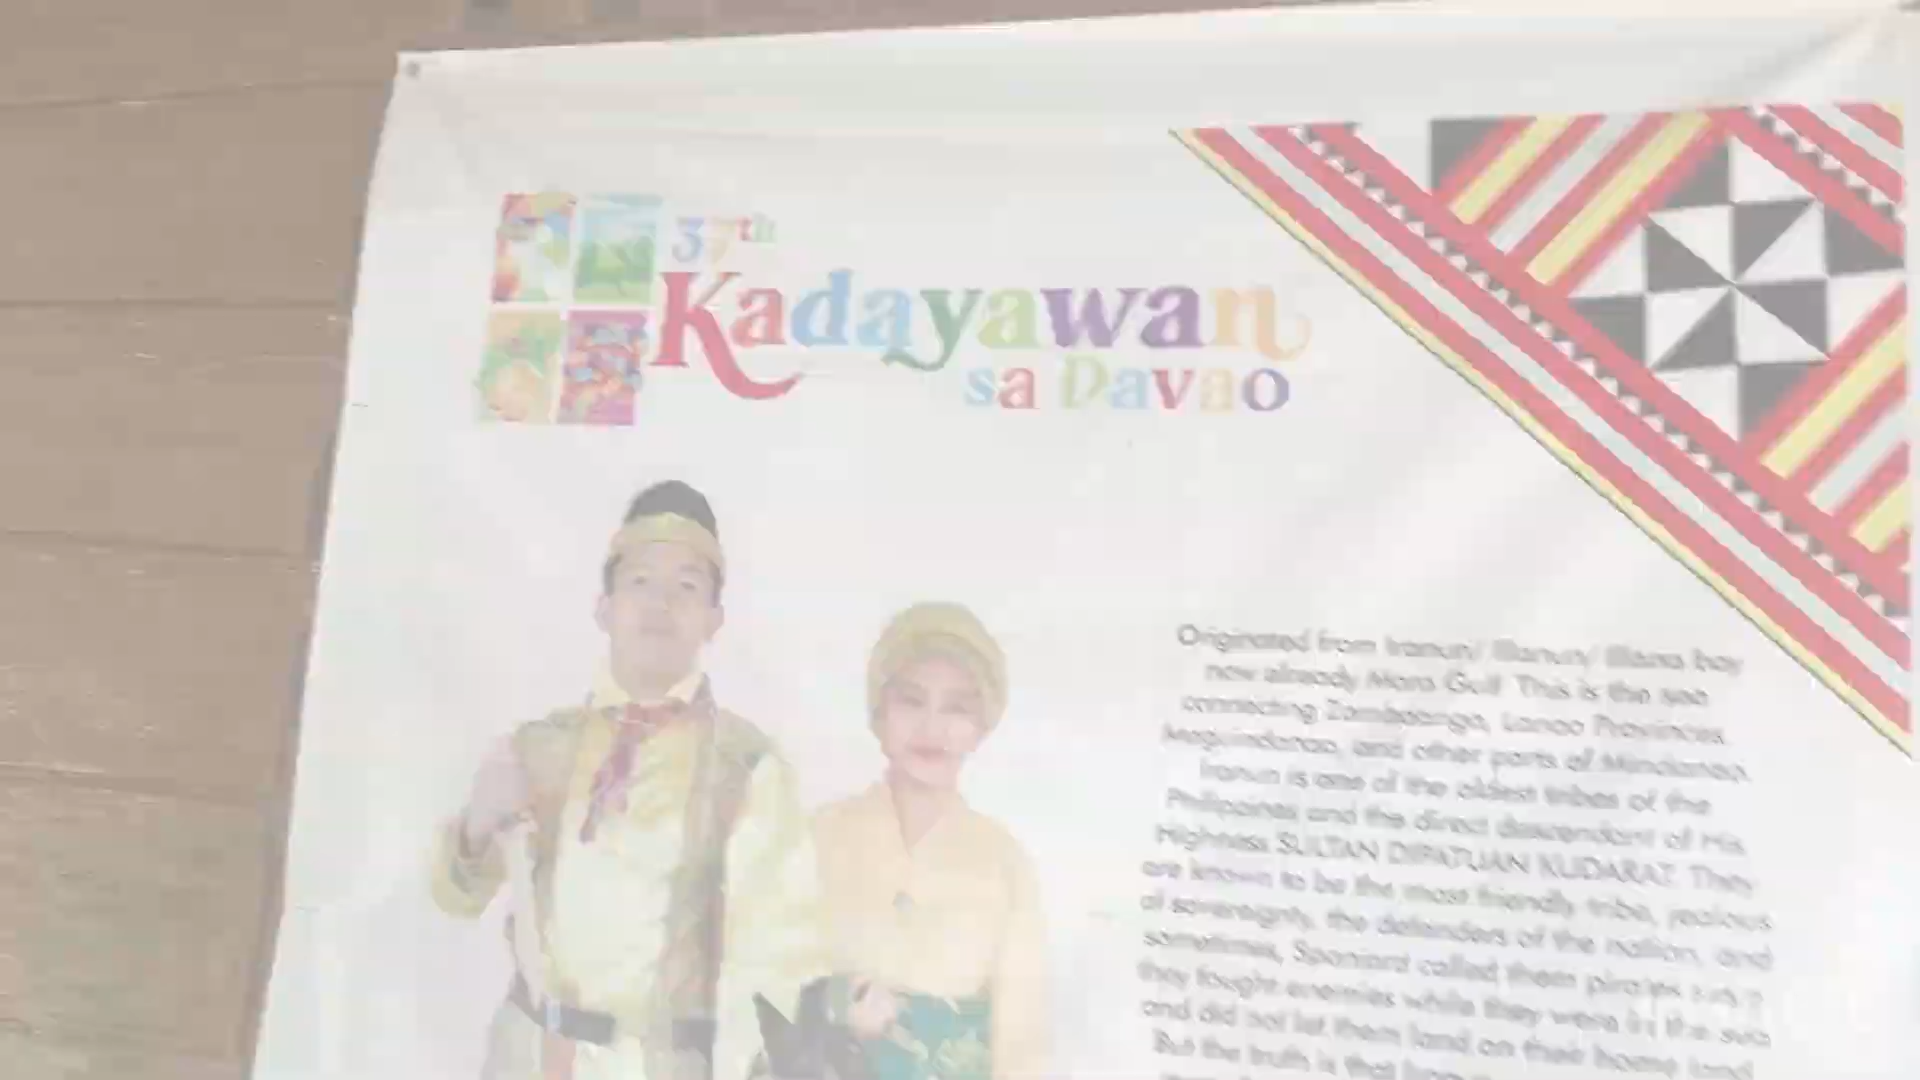 37th
Kadayawan
sa Davao
Originated from Iranun/ Illanun/ Illana bay
now already Moro Gulf. This is the sea
connecting Zamboanga, Lanao Provinces,
Maguindanao, and other parts of Mindanao.
Iranun is one of the oldest tribes of the
Philippines and the direct descendant of His
Highness SULTAN DIPATUAN KUDARAT. They
are known to be the most friendly tribe, jealous
of sovereignty, the defenders of the nation, and
sometimes, Spaniard called them pirates
they fought enemies while they were in the sea
and did not let them land on their home land.
But the truth is that